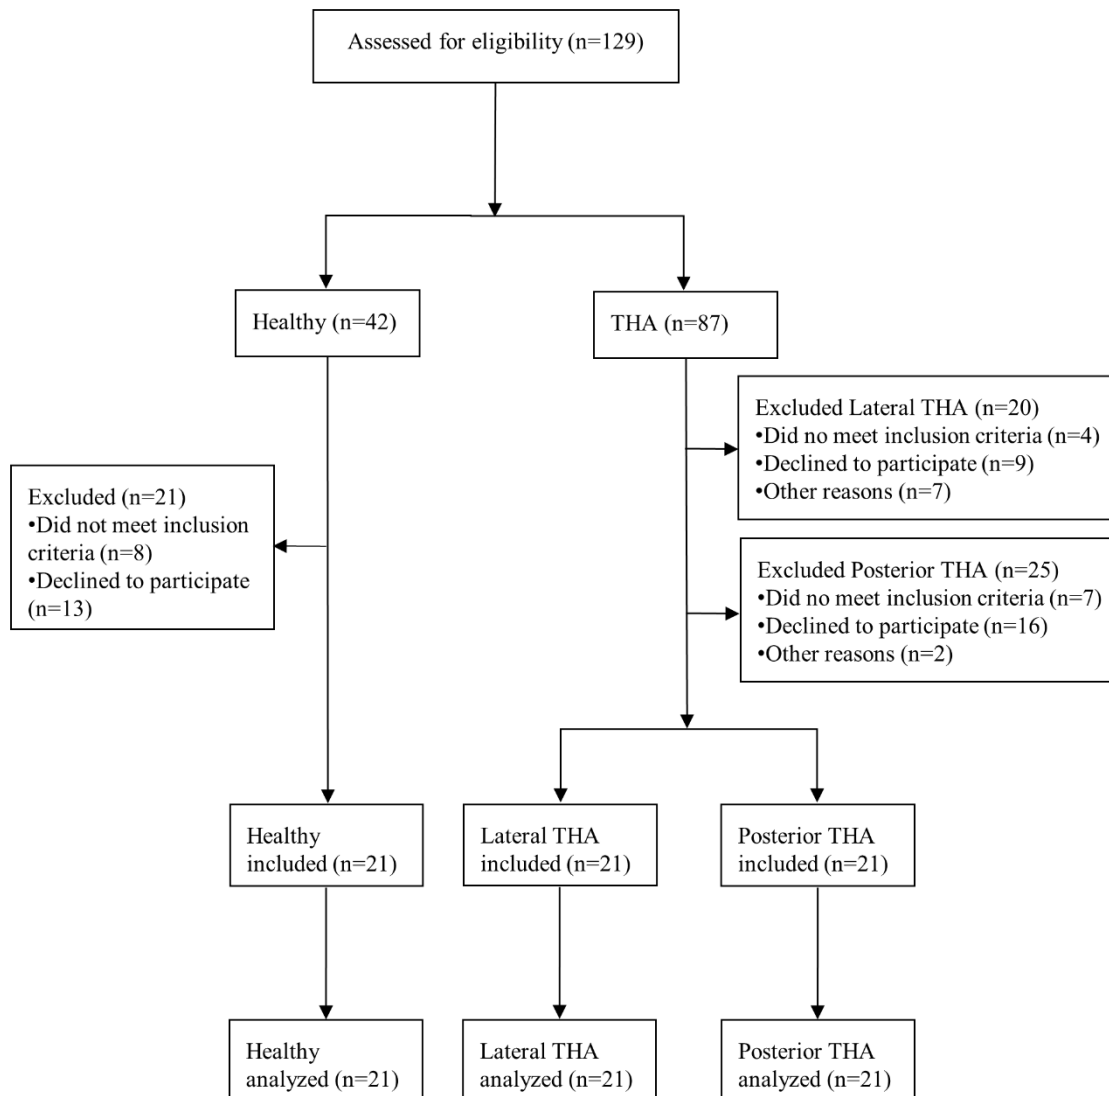 Assessed for eligibility (n=129)
Healthy (n=42)
THA (n=87)
Excluded Lateral THA (n=20)
•Did no meet inclusion criteria (n=4)
•Declined to participate (n=9)
•Other reasons (n=7)
Excluded (n=21)
•Did not meet inclusion
criteria (n=8)
•Declined to participate
(n=13)
Excluded Posterior THA (n=25)
•Did no meet inclusion criteria (n=7)
•Declined to participate (n=16)
•Other reasons (n=2)
Healthy
included (n=21)
Lateral THA
included (n=21)
Posterior THA
included (n=21)
Healthy
analyzed (n=21)
Lateral THA
analyzed (n=21)
Posterior THA
analyzed (n=21)